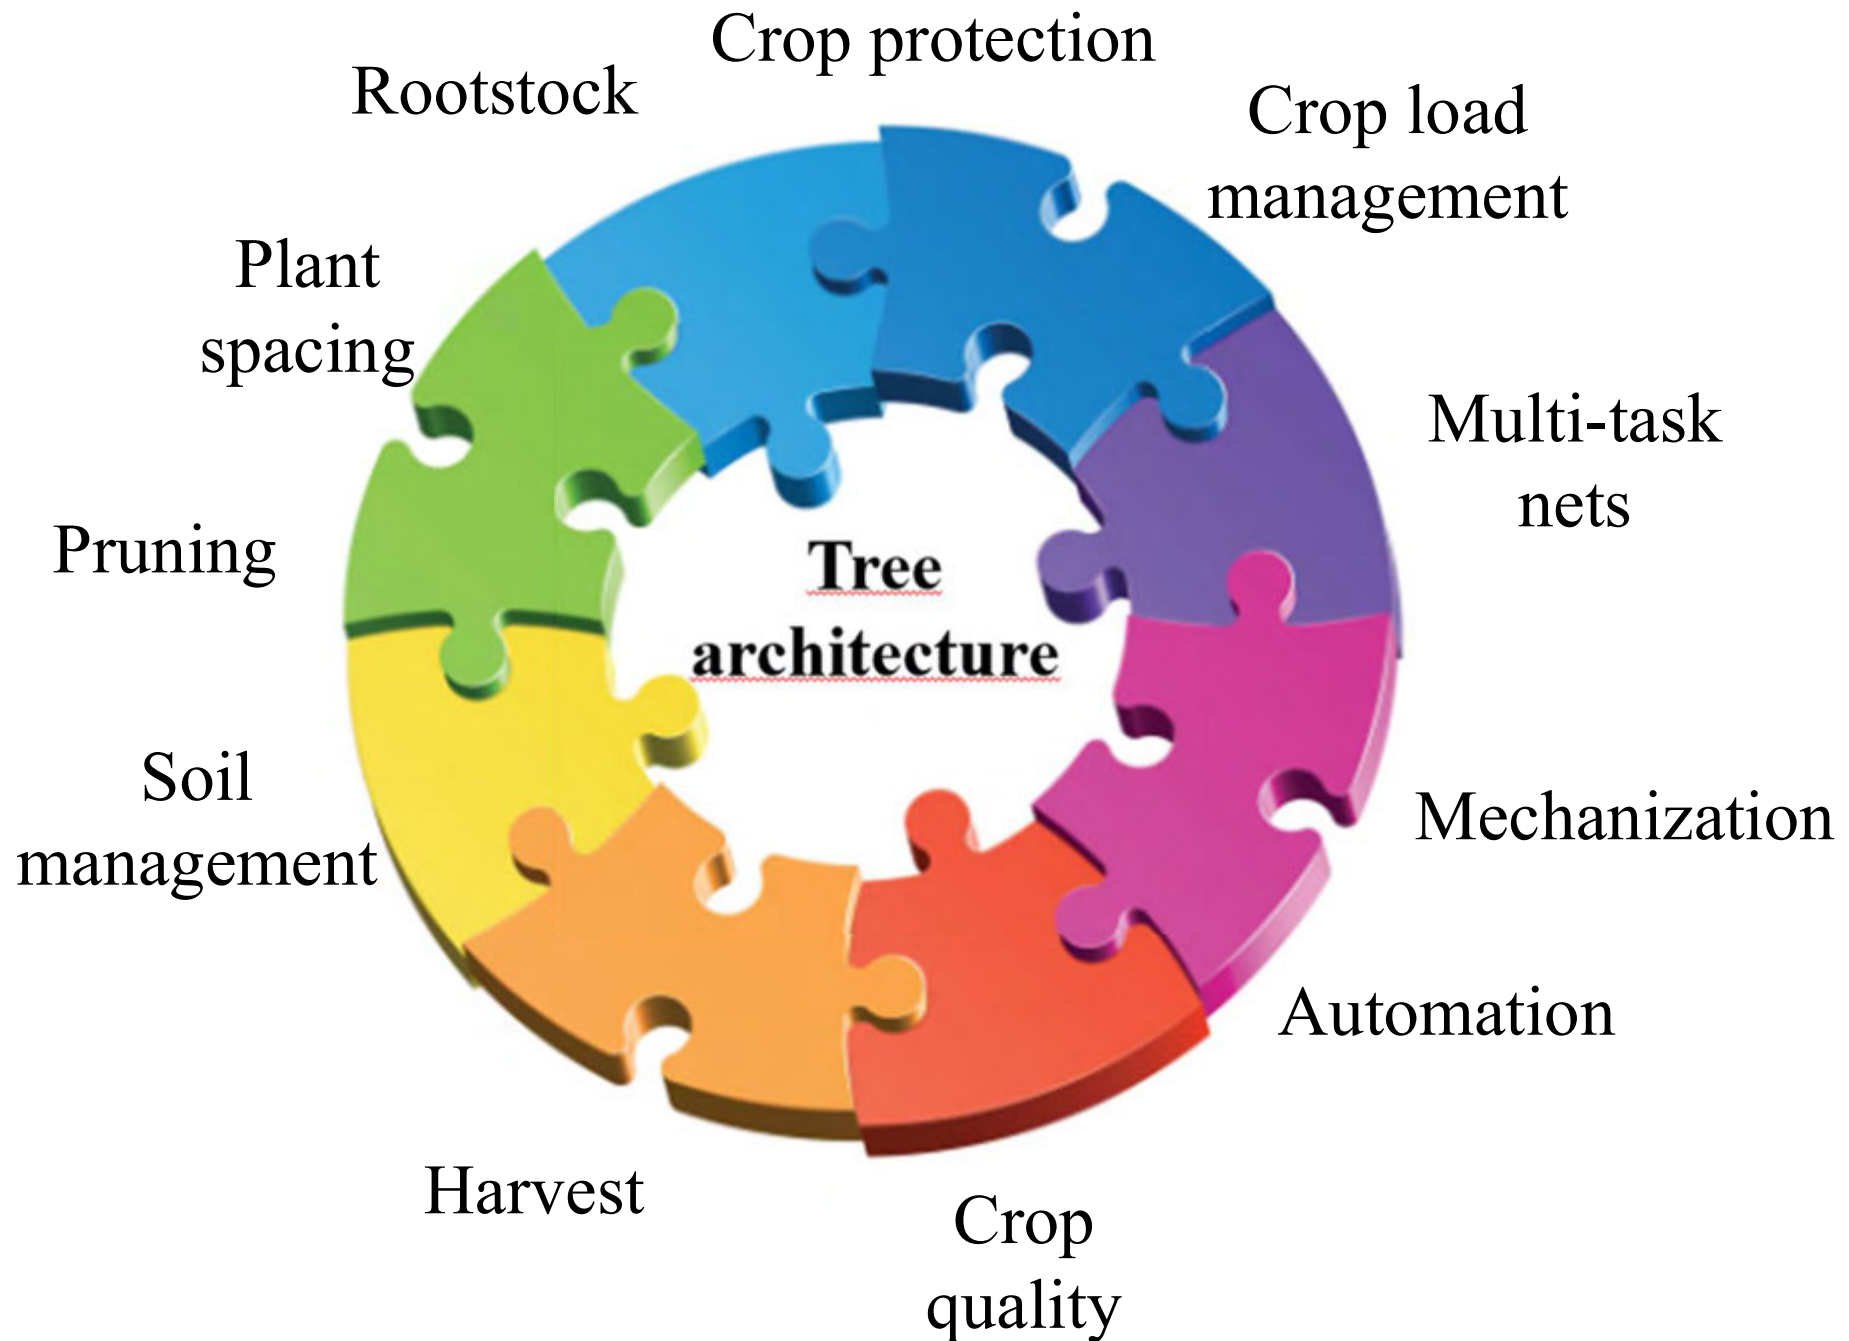 Crop protection
Rootstock
Crop load
management
Plant
spacing
Multi-task
nets
Pruning
Tree
architecture
Soil
management
Mechanization
Automation
Harvest
Crop
quality